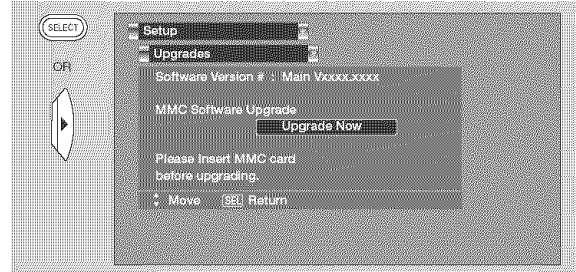 SELECT
OR
Setup
Upgrades
Software Version # : Main Vxxxx.xxxx
MMC Software Upgrade
Upgrade Now
Please Insert MMC card
before upgrading.
Move SEL Return